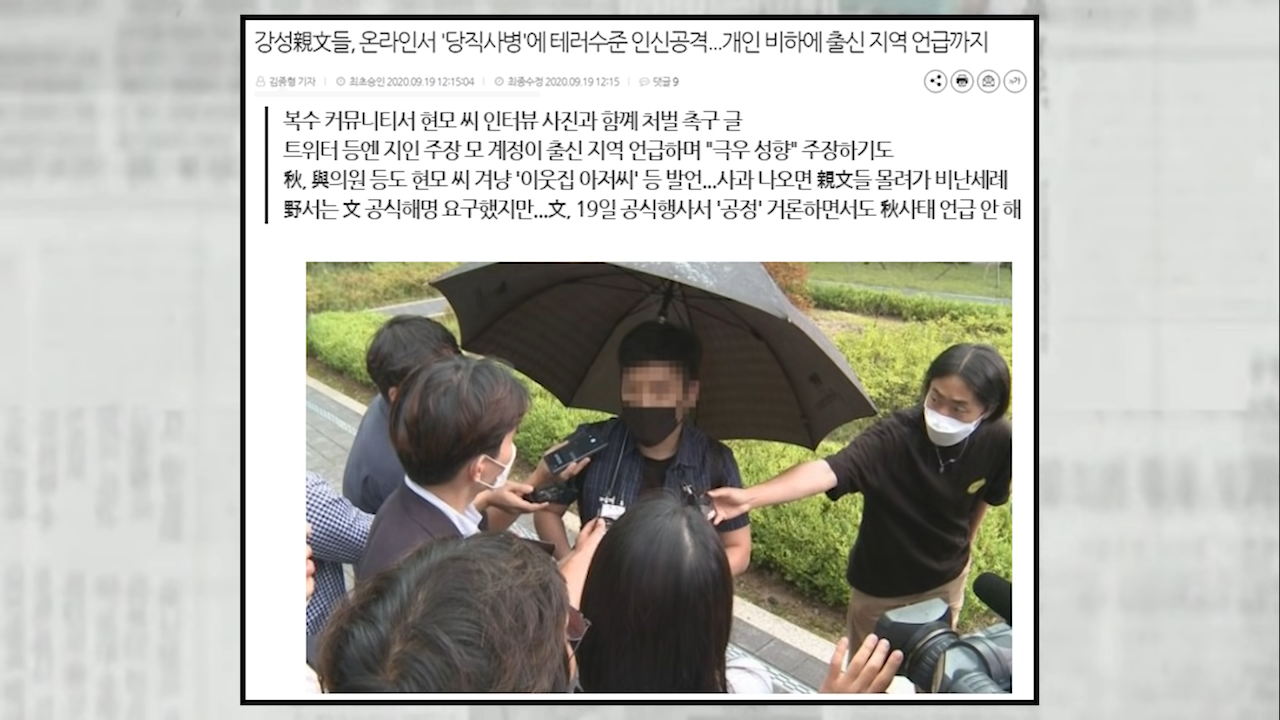 강성親文들, 온라인서 '당직사병'에 테러수준 인신공격...개인 비하에 출신 지역 언급까지
김종형 기자 | 최초승인 2020.09.19 12:15:04 | 최종수정 2020.09.19 12:15 | 댓글 9
복수 커뮤니티서 현모 씨 인터뷰 사진과 함께 처벌 촉구 글
트위터 등엔 지인 주장 모 계정이 출신 지역 언급하며 "극우 성향" 주장하기도
秋, 與의원 등도 현모 씨 겨냥 '이웃집 아저씨' 등 발언...사과 나오면 親文들 몰려가 비난세례
野서는 文 공식해명 요구했지만...文, 19일 공식행사서 '공정' 거론하면서도 秋사태 언급 안 해